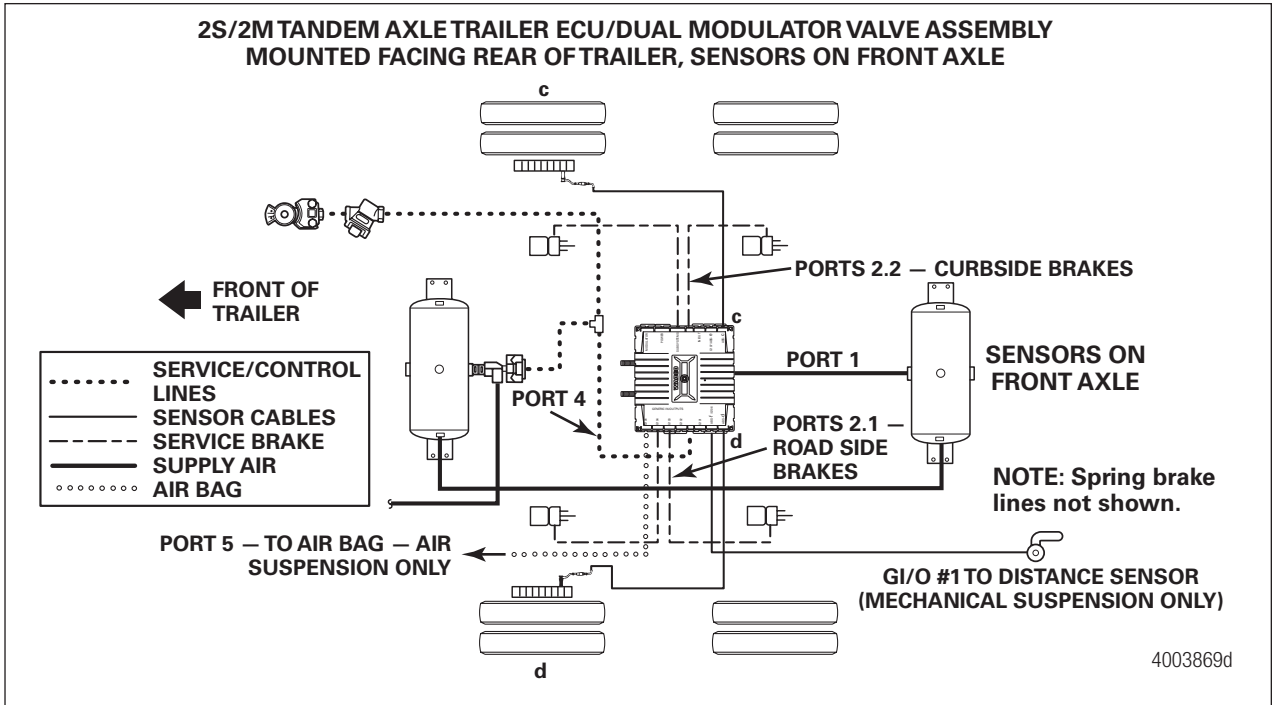 2S/2M TANDEM AXLE TRAILER ECU/DUAL MODULATOR VALVE ASSEMBLY
MOUNTED FACING REAR OF TRAILER, SENSORS ON FRONT AXLE
c
PORTS 2.2 — CURBSIDE BRAKES
FRONT OF
TRAILER
c
SERVICE/CONTROL
LINES
SENSOR CABLES
SERVICE BRAKE
SUPPLY AIR
AIR BAG
PORT 4
PORT 1
SENSORS ON
FRONT AXLE
d
PORTS 2.1 —
ROAD SIDE
BRAKES
NOTE: Spring brake
lines not shown.
PORT 5 — TO AIR BAG — AIR
SUSPENSION ONLY
GI/O #1 TO DISTANCE SENSOR
(MECHANICAL SUSPENSION ONLY)
d
4003869d